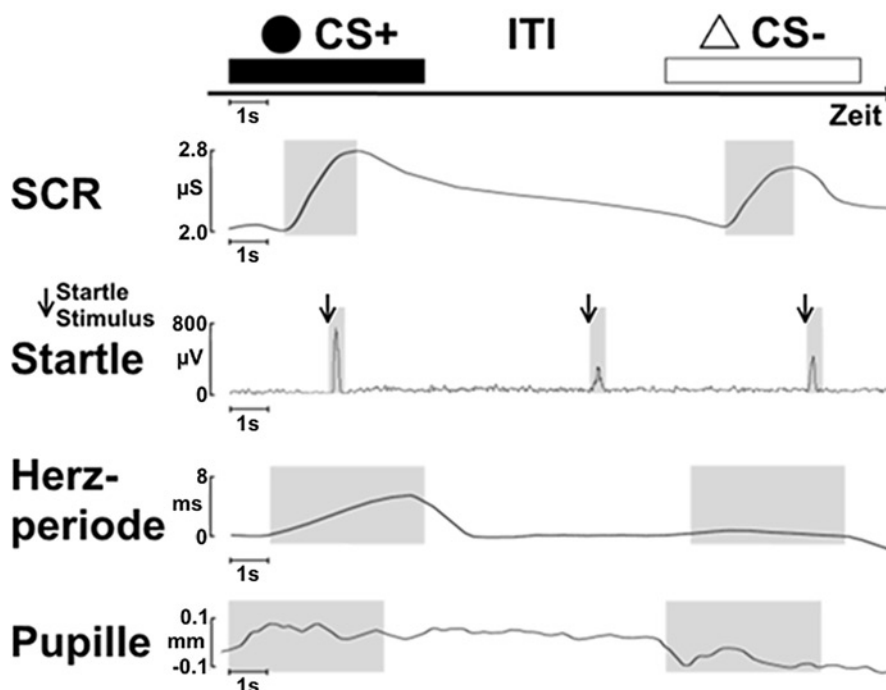 CS+ ITI CS-
1s
Zeit
2.8
µS
SCR
2.0
1s
Startle
Stimulus
800
µV
Startle
0
1s
8
Herz-
ms
periode
0
1s
0.1
Pupille
mm
-0.1
1s